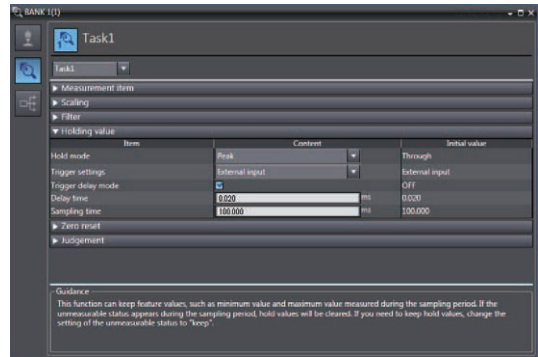 BANK 1(1)
Task1
Task1
Measurement item
Scaling
Filter
Holding value
Item Content Initial value
Hold mode Peak Through
Trigger settings External input External input
Trigger delay mode OFF
Delay time 0.020 ms 0.020
Sampling time 100.000 ms 100.000
Zero reset
Judgement
Guidance
This function can keep feature values, such as minimum value and maximum value measured during the sampling period. If the
unmeasurable status appears during the sampling period, hold values will be cleared. If you need to keep hold values, change the
setting of the unmeasurable status to "keep".